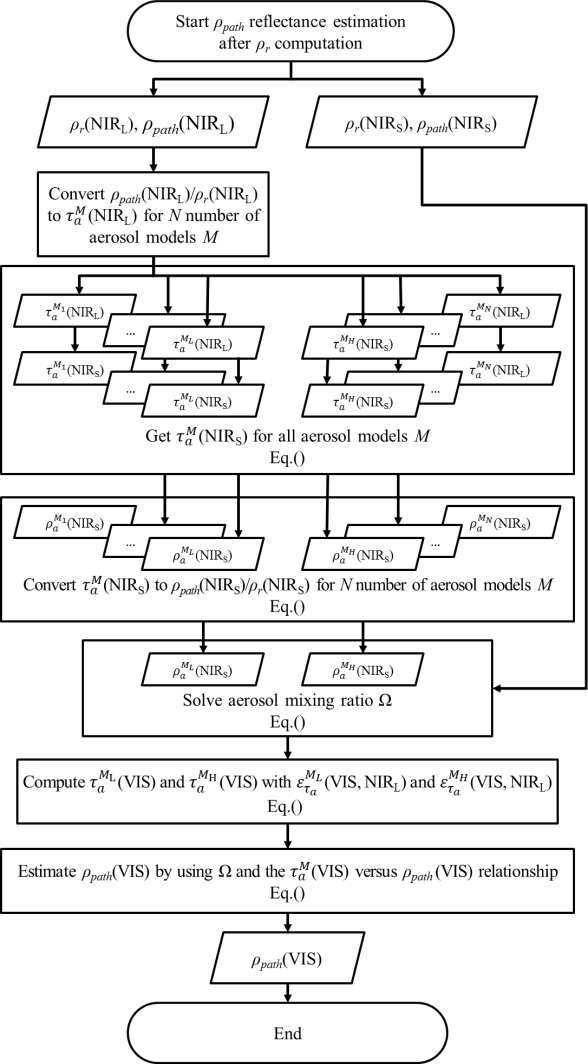 Start ρpath reflectance estimation
after ρr computation
ρr(NIRL), ρpath(NIRL)
ρr(NIRS), ρpath(NIRS)
Convert ρpath(NIRL)/ρr(NIRL)
to τaM(NIRL) for N number of
aerosol models M
τaM1(NIRL)
...
τaML(NIRL)
τaMH(NIRS)
...
τaMN(NIRL)
τaM1(NIRS)
...
τaML(NIRS)
τaMH(NIRS)
...
τaMN(NIRL)
Get τaM(NIRS) for all aerosol models M
Eq.()
ρaM1(NIRS)
...
ρaML(NIRS)
ρaMH(NIRS)
...
ρaMN(NIRS)
Convert τaM(NIRS) to ρpath(NIRS)/ρr(NIRS) for N number of aerosol models M
Eq.()
ρaML(NIRS)
ρaMH(NIRS)
Solve aerosol mixing ratio Ω
Eq.()
Compute τaML(VIS) and τaMH(VIS) with ετaML(VIS, NIRL) and ετaMH(VIS, NIRL)
Eq.()
Estimate ρpath(VIS) by using Ω and the τaM(VIS) versus ρpath(VIS) relationship
Eq.()
ρpath(VIS)
End